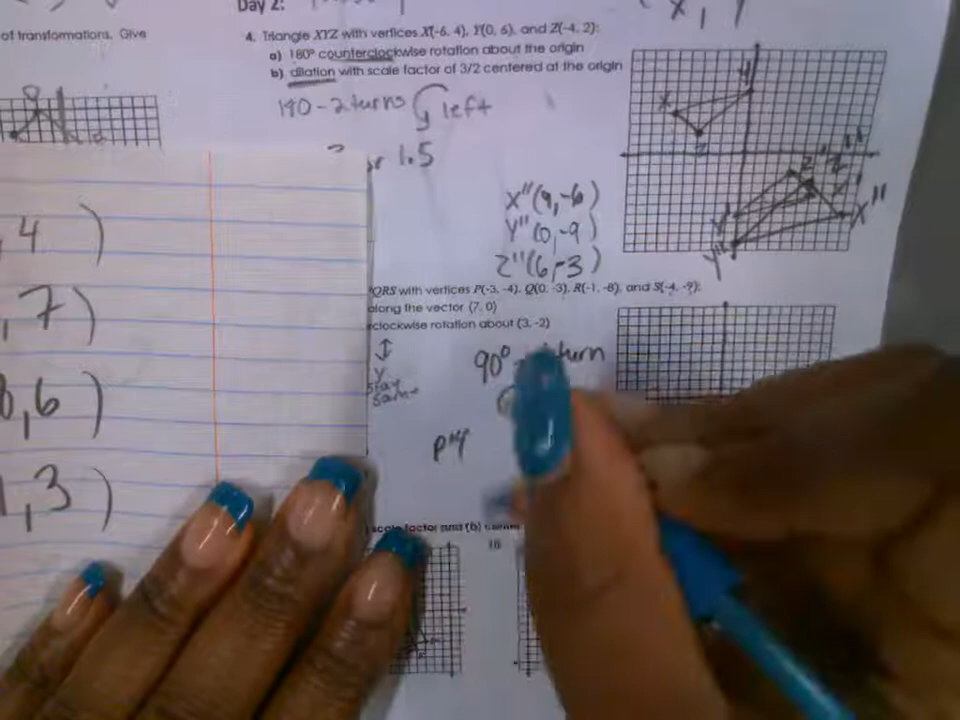 Day 2:
of transformations. Give
4. Triangle XYZ with vertices X(-6, 4), Y(0, 6), and Z(-4, 2):
a) 180° counterclockwise rotation about the origin
b) dilation with scale factor of 3/2 centered at the origin
180 - 2 turns left
1.5
X''(9,-6)
Y''(0,-9)
Z''(6,-3)
QRS with vertices P(-3, -4), Q(0, -3), R(-1, -8), and S(-4, -9):
along the vector ⟨7, 0⟩
clockwise rotation about (3, -2)
↕
y
stay
same
90° turn
P''
scale factor and (b)
10.
,4)
,7)
,6)
,3)
X
Y
Z
Y'
X''
Y''